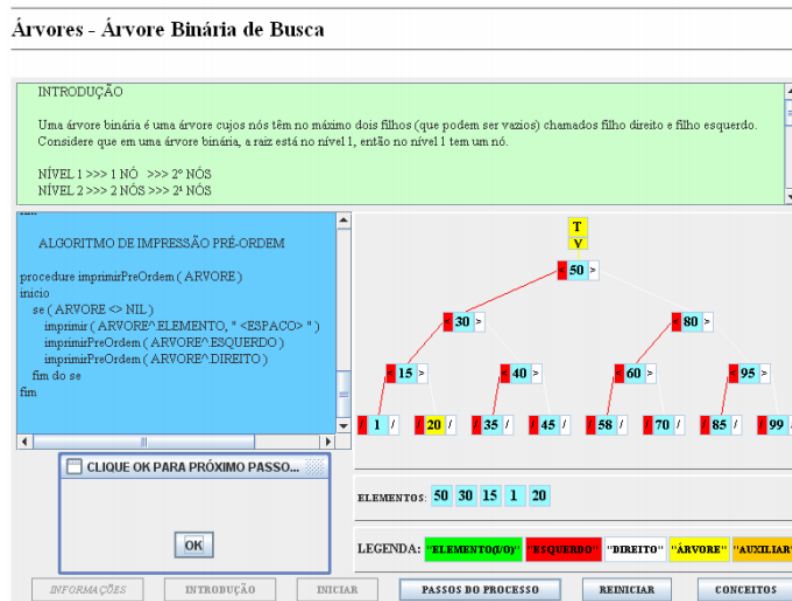 Árvores - Árvore Binária de Busca
INTRODUÇÃO
Uma árvore binária é uma árvore cujos nós têm no máximo dois filhos (que podem ser vazios) chamados filho direito e filho esquerdo.
Considere que em uma árvore binária, a raiz está no nível 1, então no nível 1 tem um nó.
NÍVEL 1 >>> 1 NÓ >>> 2º NÓS
NÍVEL 2 >>> 2 NÓS >>> 2¹ NÓS
ALGORITMO DE IMPRESSÃO PRÉ-ORDEM
procedure imprimirPreOrdem ( ARVORE )
inicio
se ( ARVORE <> NIL )
imprimir ( ARVORE^.ELEMENTO, " <ESPACO> " )
imprimirPreOrdem ( ARVORE^.ESQUERDO )
imprimirPreOrdem ( ARVORE^.DIREITO )
fim do se
fim
T
V
< 50 >
< 30 > < 80 >
< 15 > < 40 > < 60 > < 95 >
/ 1 / / 20 / / 35 / / 45 / / 58 / / 70 / / 85 / / 99 /
CLIQUE OK PARA PRÓXIMO PASSO...
OK
ELEMENTOS: 50 30 15 1 20
LEGENDA: "ELEMENTO(I/O)" "ESQUERDO" "DIREITO" "ÁRVORE" "AUXILIAR"
INFORMAÇÕES INTRODUÇÃO INICIAR PASSOS DO PROCESSO REINICIAR CONCEITOS